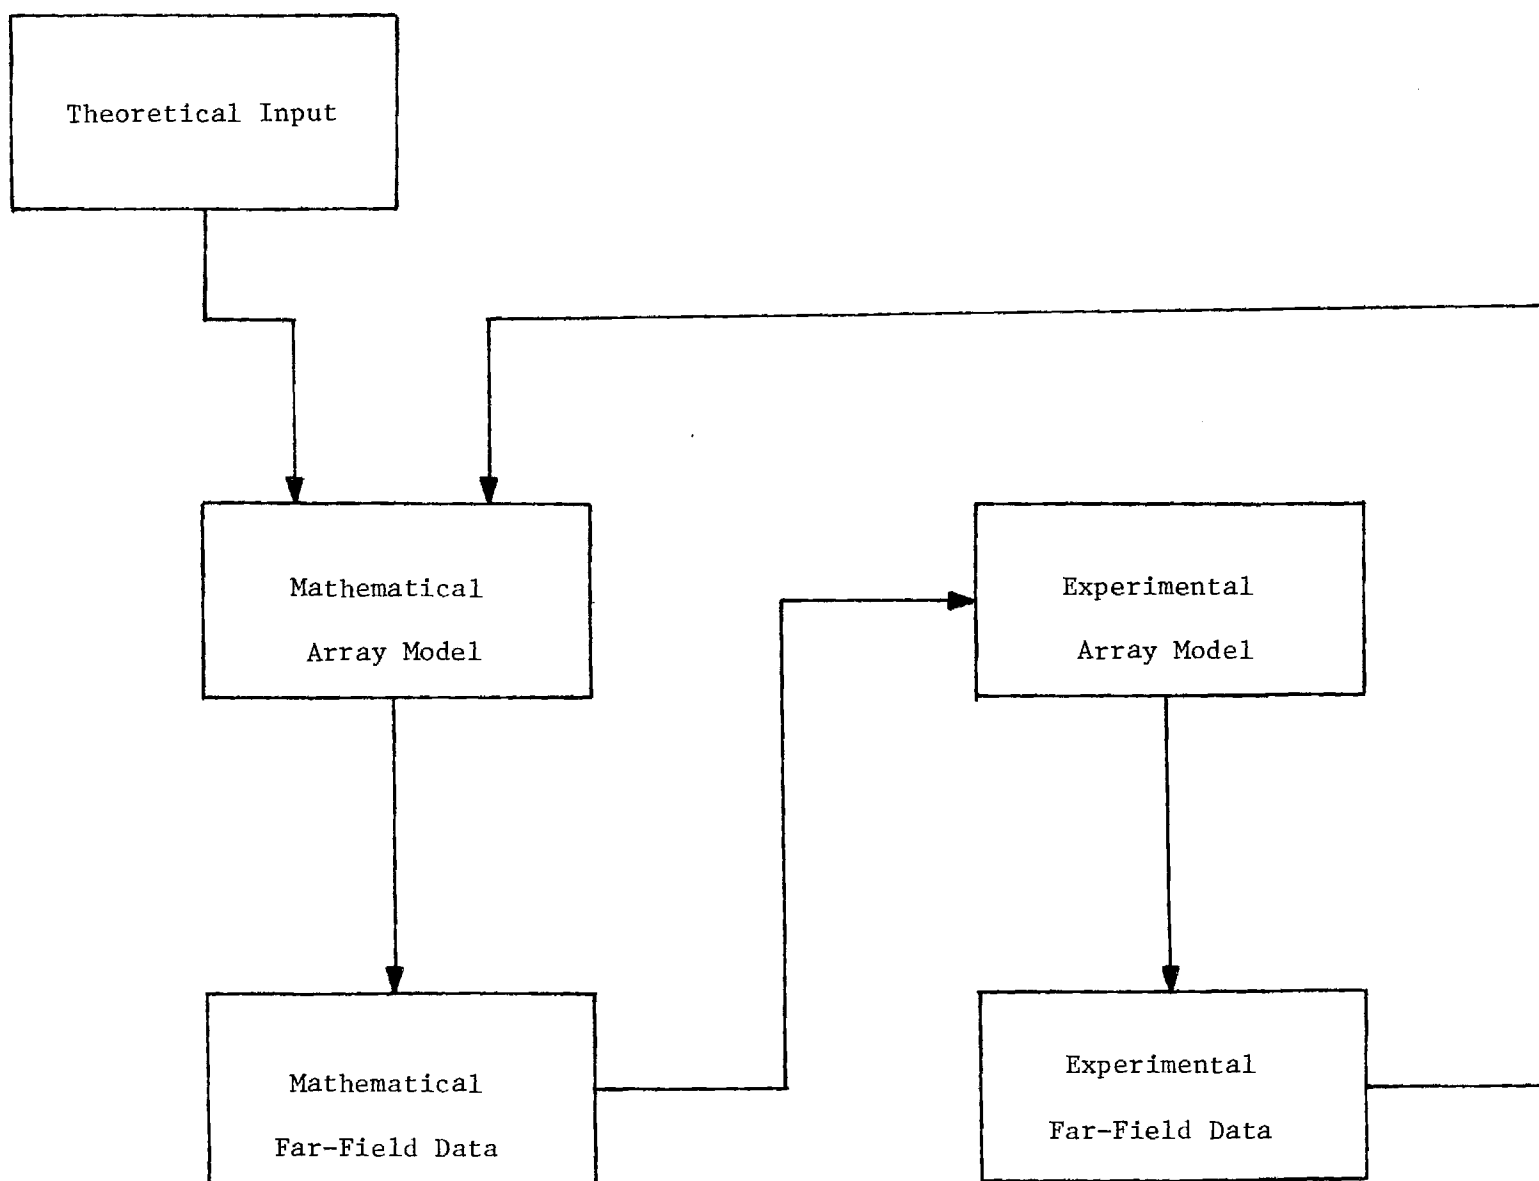 Theoretical Input
Mathematical
Array Model
Experimental
Array Model
Mathematical
Far-Field Data
Experimental
Far-Field Data